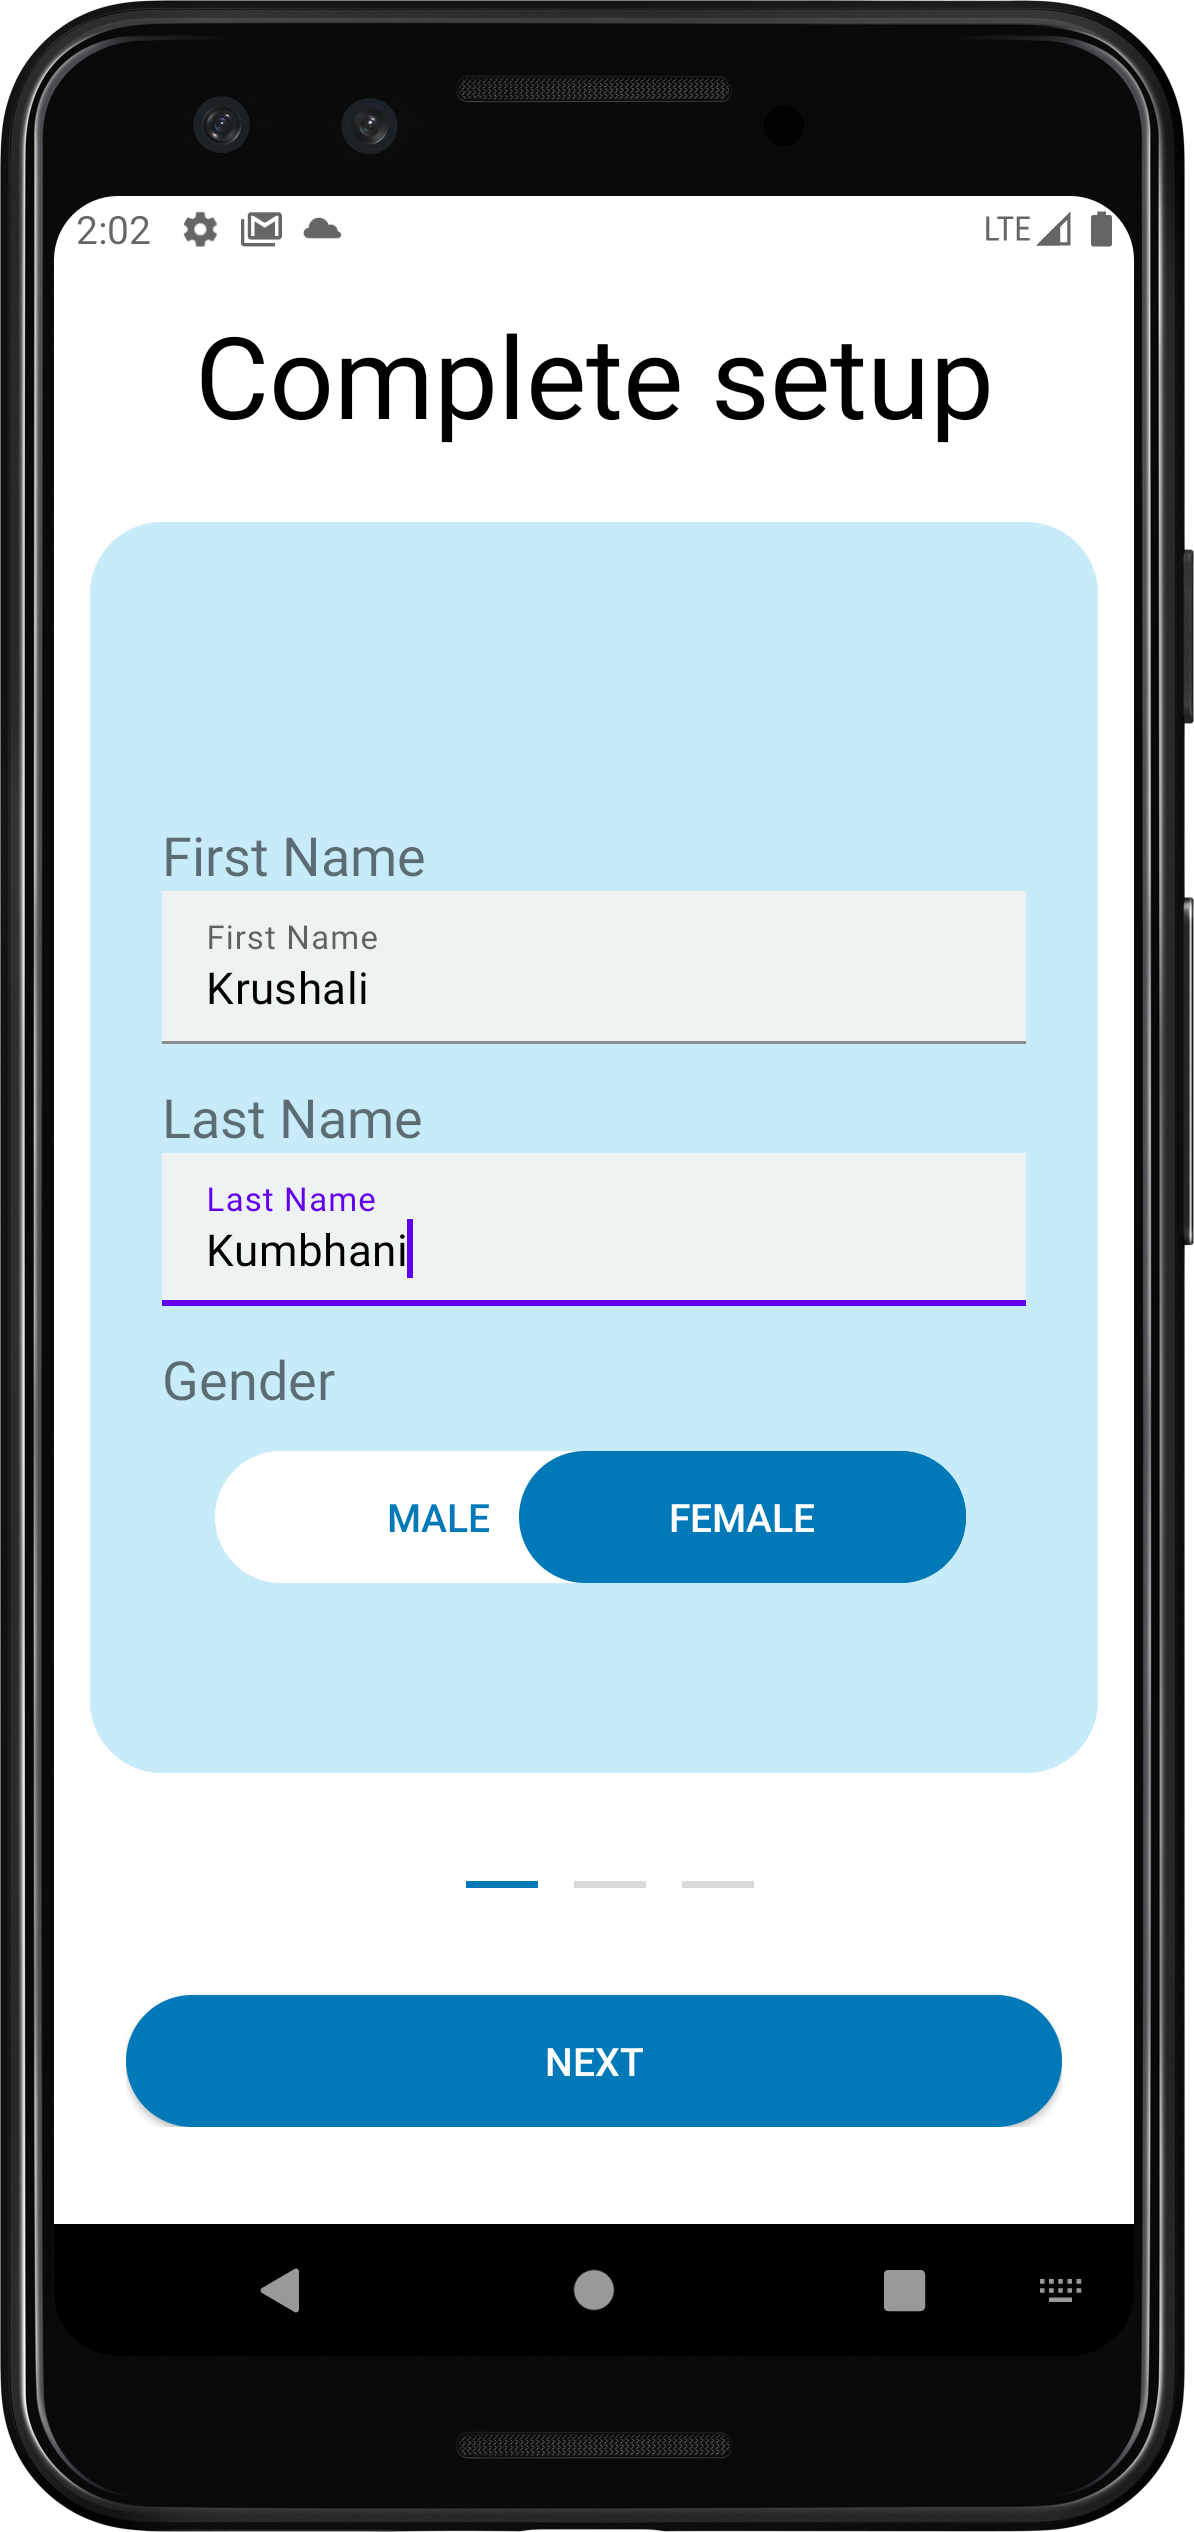 2:02
LTE
Complete setup
First Name
First Name
Krushali
Last Name
Last Name
Kumbhani
Gender
MALE FEMALE
NEXT